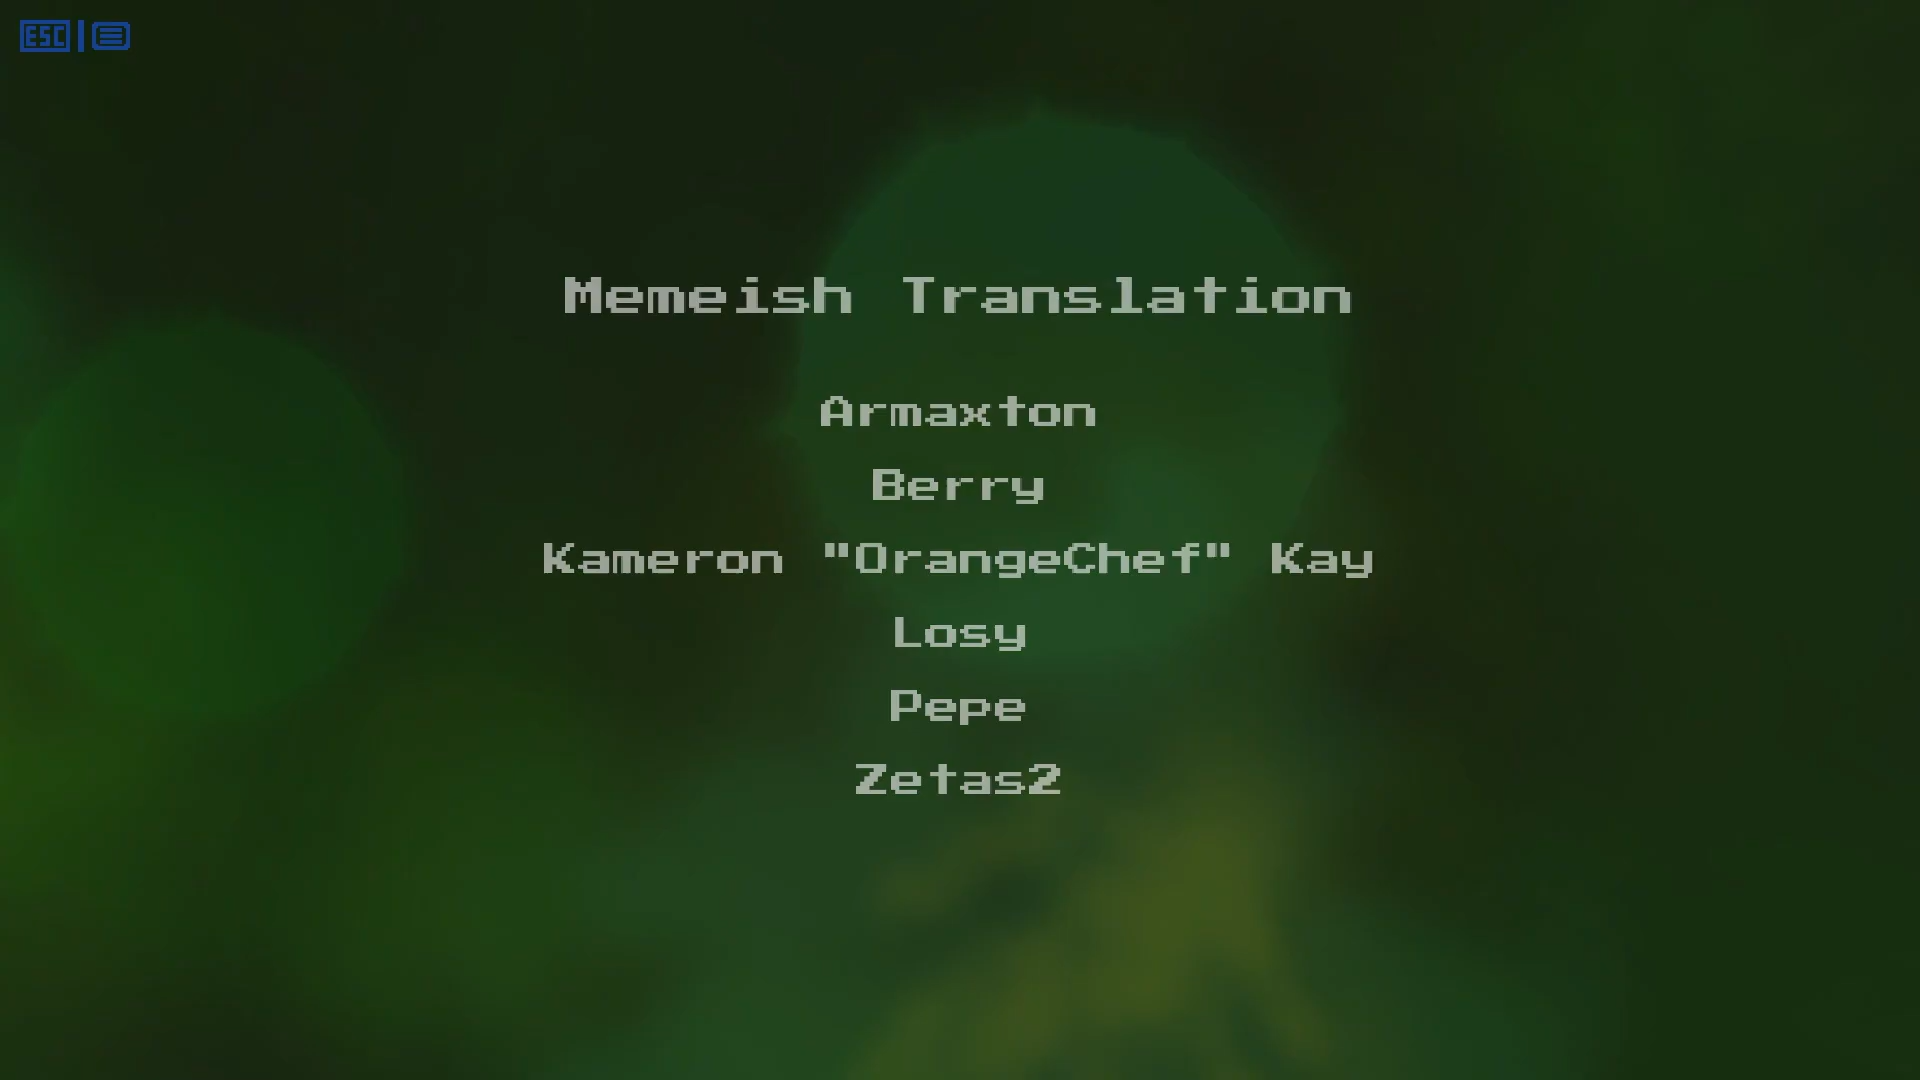 ESC
Memeish Translation
Armaxton
Berry
Kameron "OrangeChef" Kay
Losy
Pepe
Zetas2